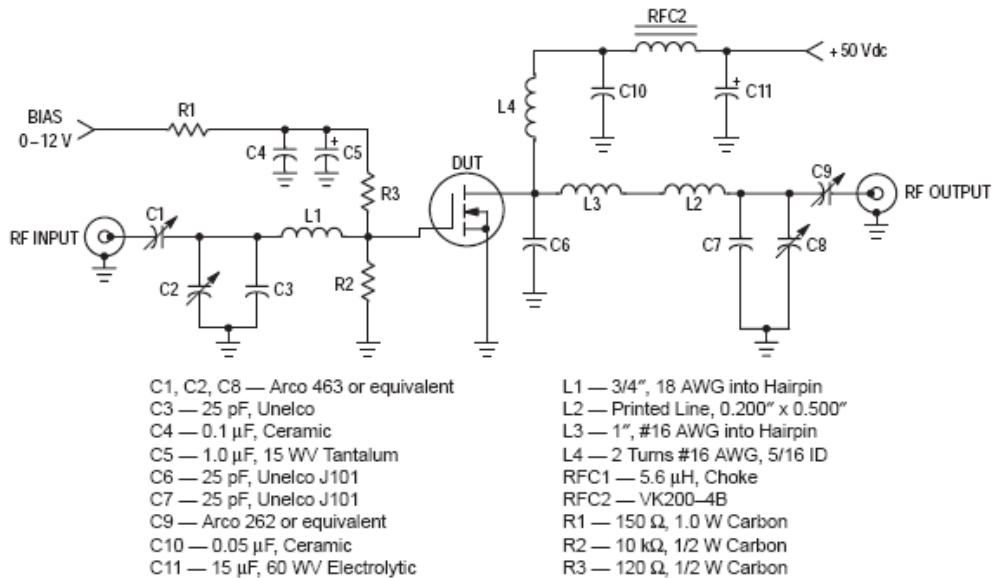 RFC2
+ 50 Vdc
C10
C11
L4
R1
BIAS
0–12 V
C4
+
C5
+
DUT
R3
C9
RF OUTPUT
L3
L2
C1
L1
RF INPUT
C6
C7
C8
C2
C3
R2
C1, C2, C8 — Arco 463 or equivalent
C3 — 25 pF, Unelco
C4 — 0.1 μF, Ceramic
C5 — 1.0 μF, 15 WV Tantalum
C6 — 25 pF, Unelco J101
C7 — 25 pF, Unelco J101
C9 — Arco 262 or equivalent
C10 — 0.05 μF, Ceramic
C11 — 15 μF, 60 WV Electrolytic
L1 — 3/4″, 18 AWG into Hairpin
L2 — Printed Line, 0.200″ x 0.500″
L3 — 1″, #16 AWG into Hairpin
L4 — 2 Turns #16 AWG, 5/16 ID
RFC1 — 5.6 μH, Choke
RFC2 — VK200–4B
R1 — 150 Ω, 1.0 W Carbon
R2 — 10 kΩ, 1/2 W Carbon
R3 — 120 Ω, 1/2 W Carbon